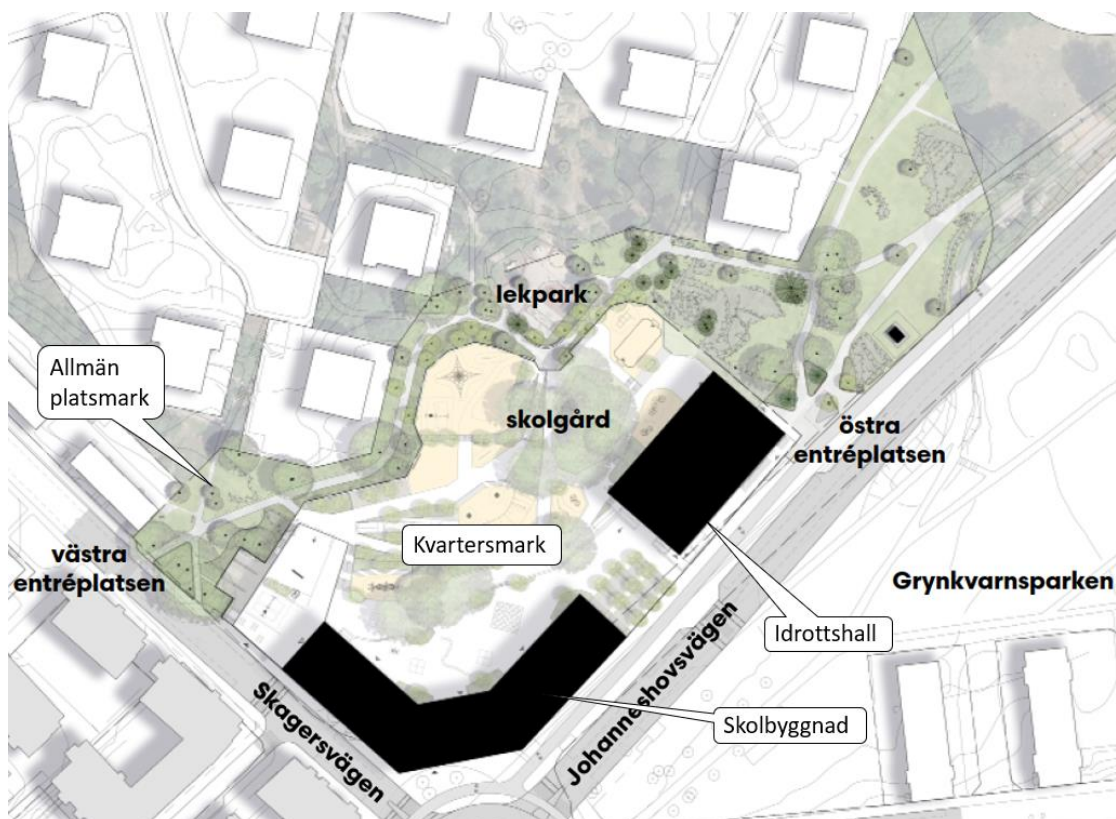 lekpark
Allmän
platsmark
skolgård
östra
entréplatsen
Kvartersmark
västra
entréplatsen
Grynkvarnsparken
Idrottshall
Skagersvägen
Johanneshovsvägen
Skolbyggnad